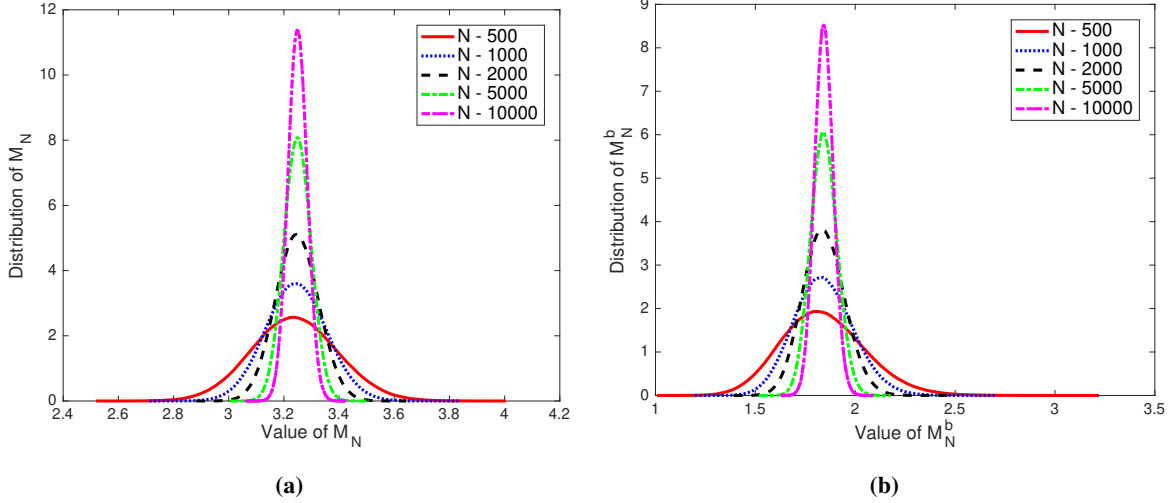 12
10
8
6
4
2
0
Distribution of M_N
2.4 2.6 2.8 3 3.2 3.4 3.6 3.8 4 4.2
Value of M_N
N - 500
N - 1000
N - 2000
N - 5000
N - 10000
(a)
9
8
7
6
5
4
3
2
1
0
Distribution of M_N^b
1 1.5 2 2.5 3 3.5
Value of M_N^b
N - 500
N - 1000
N - 2000
N - 5000
N - 10000
(b)